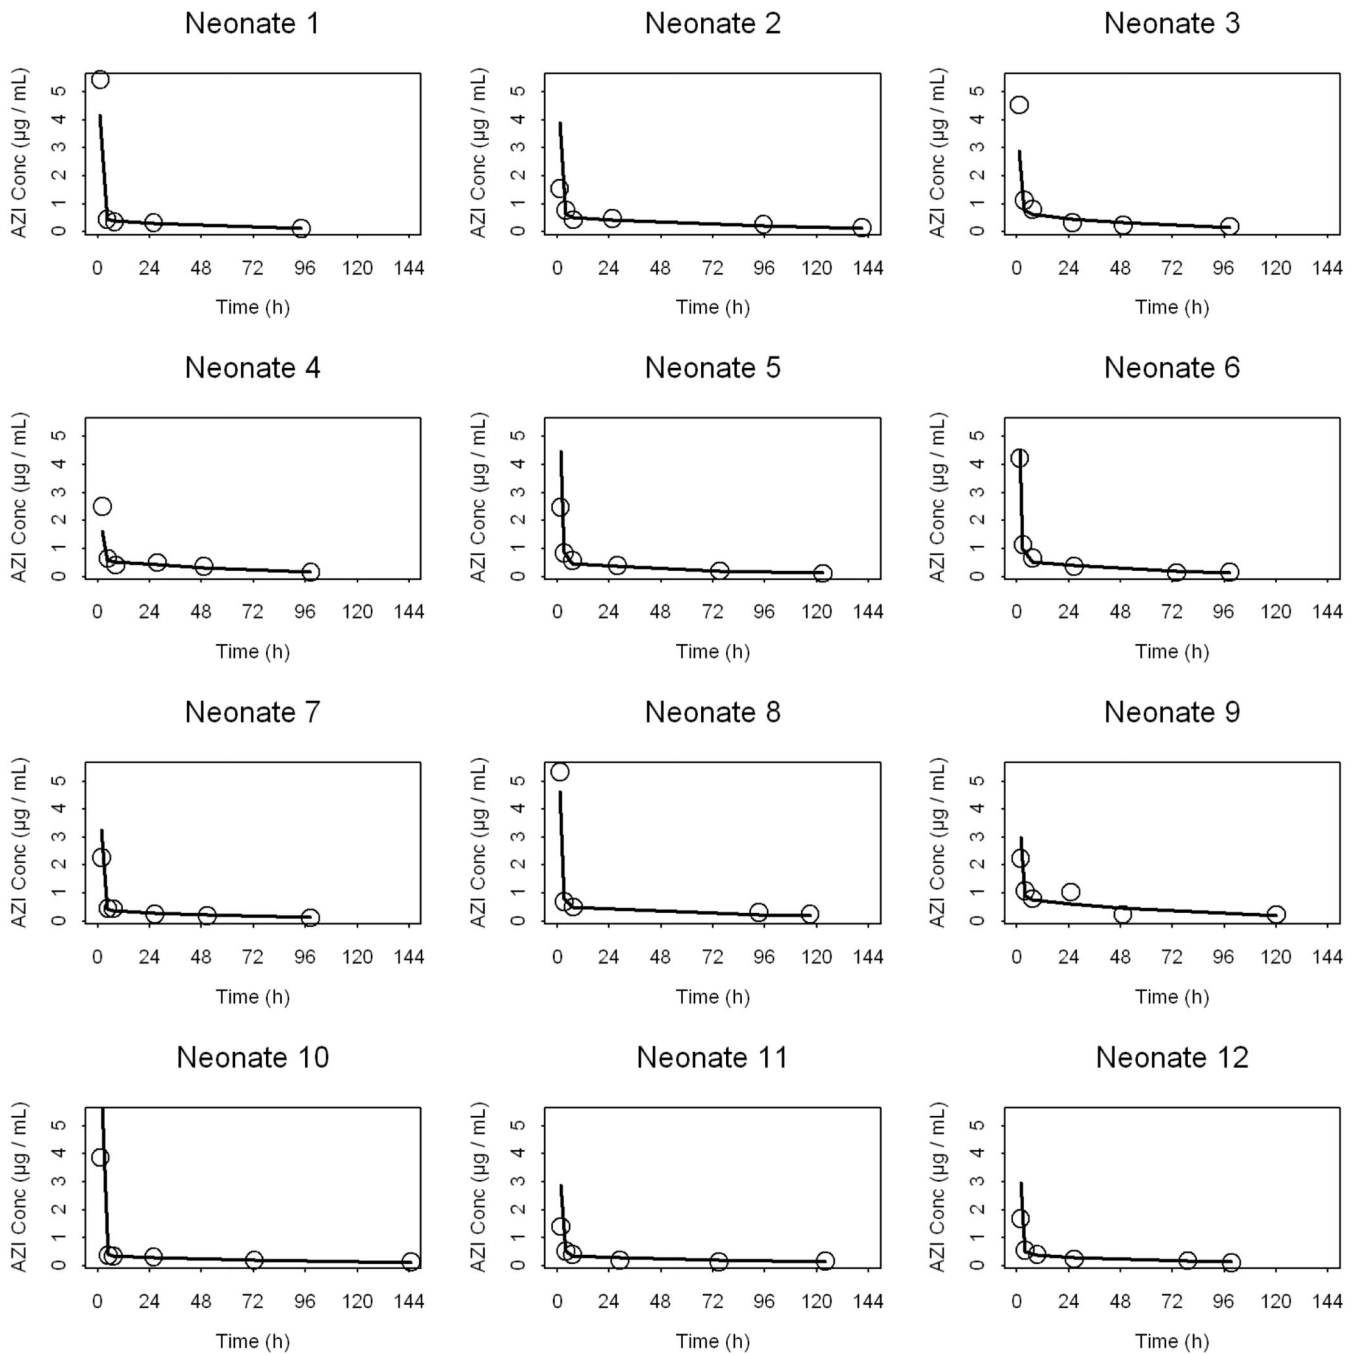 Neonate 1
Neonate 2
Neonate 3
AZI Conc (µg / mL)
0 1 2 3 4 5
0 24 48 72 96 120 144
Time (h)
AZI Conc (µg / mL)
0 1 2 3 4 5
0 24 48 72 96 120 144
Time (h)
AZI Conc (µg / mL)
0 1 2 3 4 5
0 24 48 72 96 120 144
Time (h)
Neonate 4
Neonate 5
Neonate 6
AZI Conc (µg / mL)
0 1 2 3 4 5
0 24 48 72 96 120 144
Time (h)
AZI Conc (µg / mL)
0 1 2 3 4 5
0 24 48 72 96 120 144
Time (h)
AZI Conc (µg / mL)
0 1 2 3 4 5
0 24 48 72 96 120 144
Time (h)
Neonate 7
Neonate 8
Neonate 9
AZI Conc (µg / mL)
0 1 2 3 4 5
0 24 48 72 96 120 144
Time (h)
AZI Conc (µg / mL)
0 1 2 3 4 5
0 24 48 72 96 120 144
Time (h)
AZI Conc (µg / mL)
0 1 2 3 4 5
0 24 48 72 96 120 144
Time (h)
Neonate 10
Neonate 11
Neonate 12
AZI Conc (µg / mL)
0 1 2 3 4 5
0 24 48 72 96 120 144
Time (h)
AZI Conc (µg / mL)
0 1 2 3 4 5
0 24 48 72 96 120 144
Time (h)
AZI Conc (µg / mL)
0 1 2 3 4 5
0 24 48 72 96 120 144
Time (h)